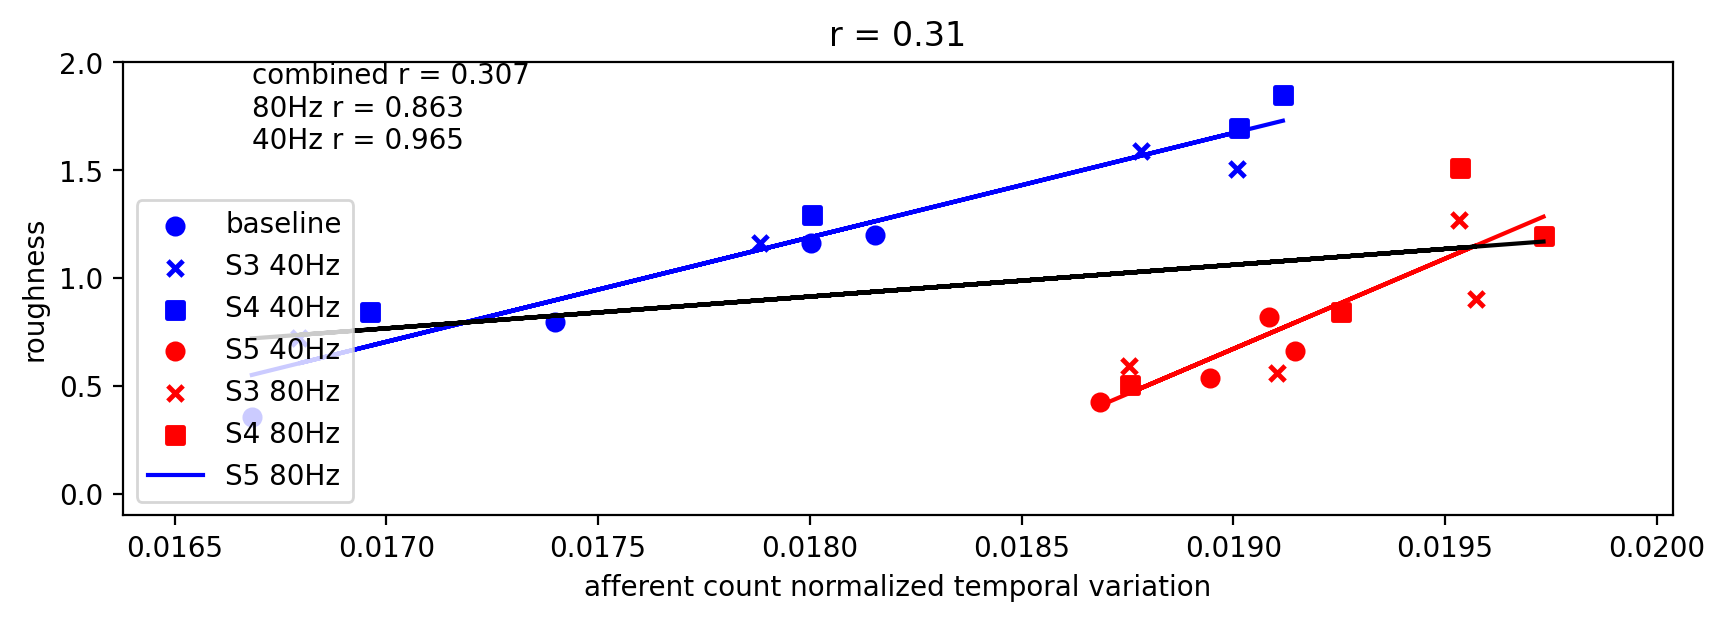 r = 0.31
combined r = 0.307
80Hz r = 0.863
40Hz r = 0.965
roughness
2.0
1.5
1.0
0.5
0.0
baseline
S3 40Hz
S4 40Hz
S5 40Hz
S3 80Hz
S4 80Hz
S5 80Hz
0.0165 0.0170 0.0175 0.0180 0.0185 0.0190 0.0195 0.0200
afferent count normalized temporal variation